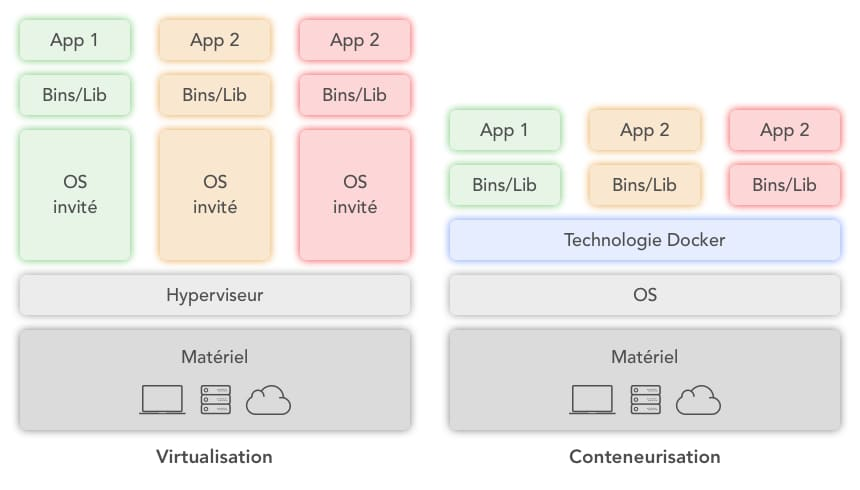 App 1
App 2
App 2
Bins/Lib
Bins/Lib
Bins/Lib
OS
invité
OS
invité
OS
invité
Hyperviseur
Matériel
Virtualisation
App 1
App 2
App 2
Bins/Lib
Bins/Lib
Bins/Lib
Technologie Docker
OS
Matériel
Conteneurisation